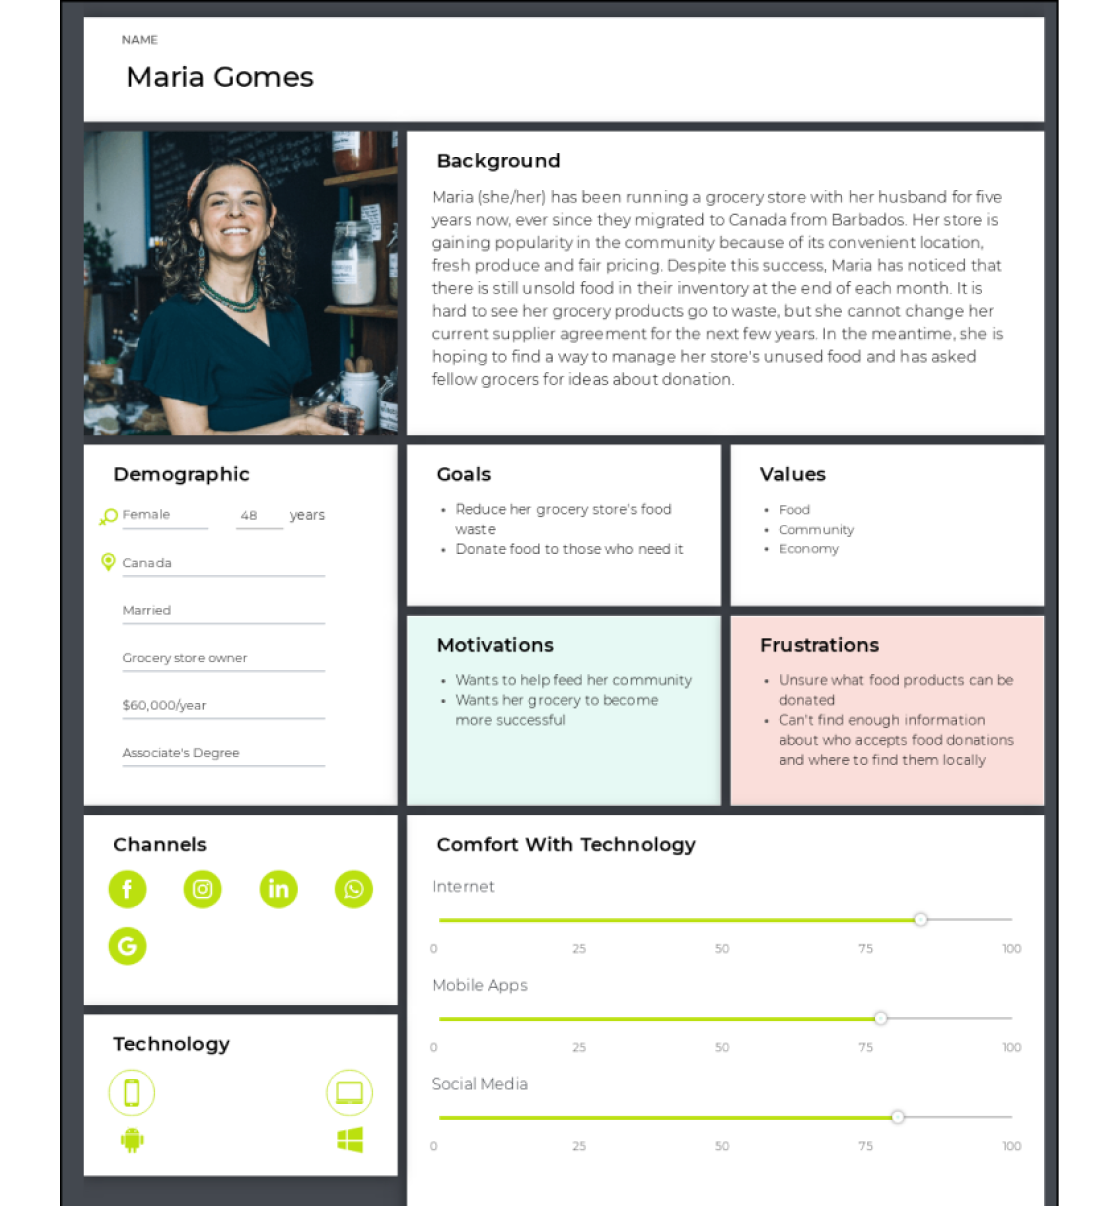 NAME
Maria Gomes
Background
Maria (she/her) has been running a grocery store with her husband for five
years now, ever since they migrated to Canada from Barbados. Her store is
gaining popularity in the community because of its convenient location,
fresh produce and fair pricing. Despite this success, Maria has noticed that
there is still unsold food in their inventory at the end of each month. It is
hard to see her grocery products go to waste, but she cannot change her
current supplier agreement for the next few years. In the meantime, she is
hoping to find a way to manage her store's unused food and has asked
fellow grocers for ideas about donation.
Demographic
Female 48 years
Canada
Married
Grocery store owner
$60,000/year
Associate's Degree
Goals
• Reduce her grocery store's food
waste
• Donate food to those who need it
Values
• Food
• Community
• Economy
Motivations
• Wants to help feed her community
• Wants her grocery to become
more successful
Frustrations
• Unsure what food products can be
donated
• Can't find enough information
about who accepts food donations
and where to find them locally
Channels
Technology
Comfort With Technology
Internet
0 25 50 75 100
Mobile Apps
0 25 50 75 100
Social Media
0 25 50 75 100